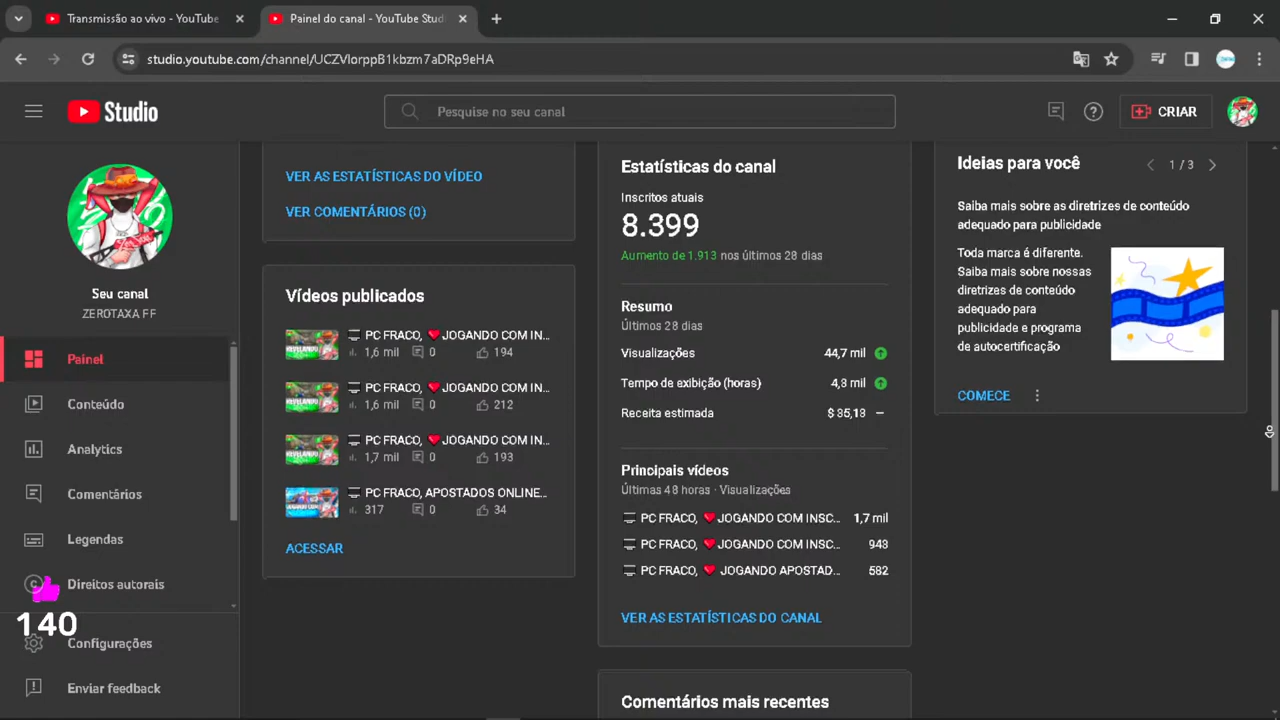 Transmissão ao vivo - YouTube
Painel do canal - YouTube Studi
studio.youtube.com/channel/UCZVlorppB1kbzm7aDRp9eHA
Studio
Pesquise no seu canal
CRIAR
Seu canal
ZEROTAXA FF
Painel
Conteúdo
Analytics
Comentários
Legendas
Direitos autorais
140
Configurações
Enviar feedback
VER AS ESTATÍSTICAS DO VÍDEO
VER COMENTÁRIOS (0)
Vídeos publicados
PC FRACO, ❤️JOGANDO COM IN...
1,6 mil 0 194
PC FRACO, ❤️JOGANDO COM IN...
1,6 mil 0 212
PC FRACO, ❤️JOGANDO COM IN...
1,7 mil 0 193
PC FRACO, APOSTADOS ONLINE...
317 0 34
ACESSAR
Estatísticas do canal
Inscritos atuais
8.399
Aumento de 1.913 nos últimos 28 dias
Resumo
Últimos 28 dias
Visualizações 44,7 mil
Tempo de exibição (horas) 4,3 mil
Receita estimada $ 35,13 —
Principais vídeos
Últimas 48 horas · Visualizações
PC FRACO, ❤️JOGANDO COM INSC... 1,7 mil
PC FRACO, ❤️JOGANDO COM INSC... 943
PC FRACO, ❤️ JOGANDO APOSTAD... 582
VER AS ESTATÍSTICAS DO CANAL
Comentários mais recentes
Ideias para você
1 / 3
Saiba mais sobre as diretrizes de conteúdo
adequado para publicidade
Toda marca é diferente.
Saiba mais sobre nossas
diretrizes de conteúdo
adequado para
publicidade e programa
de autocertificação
COMECE